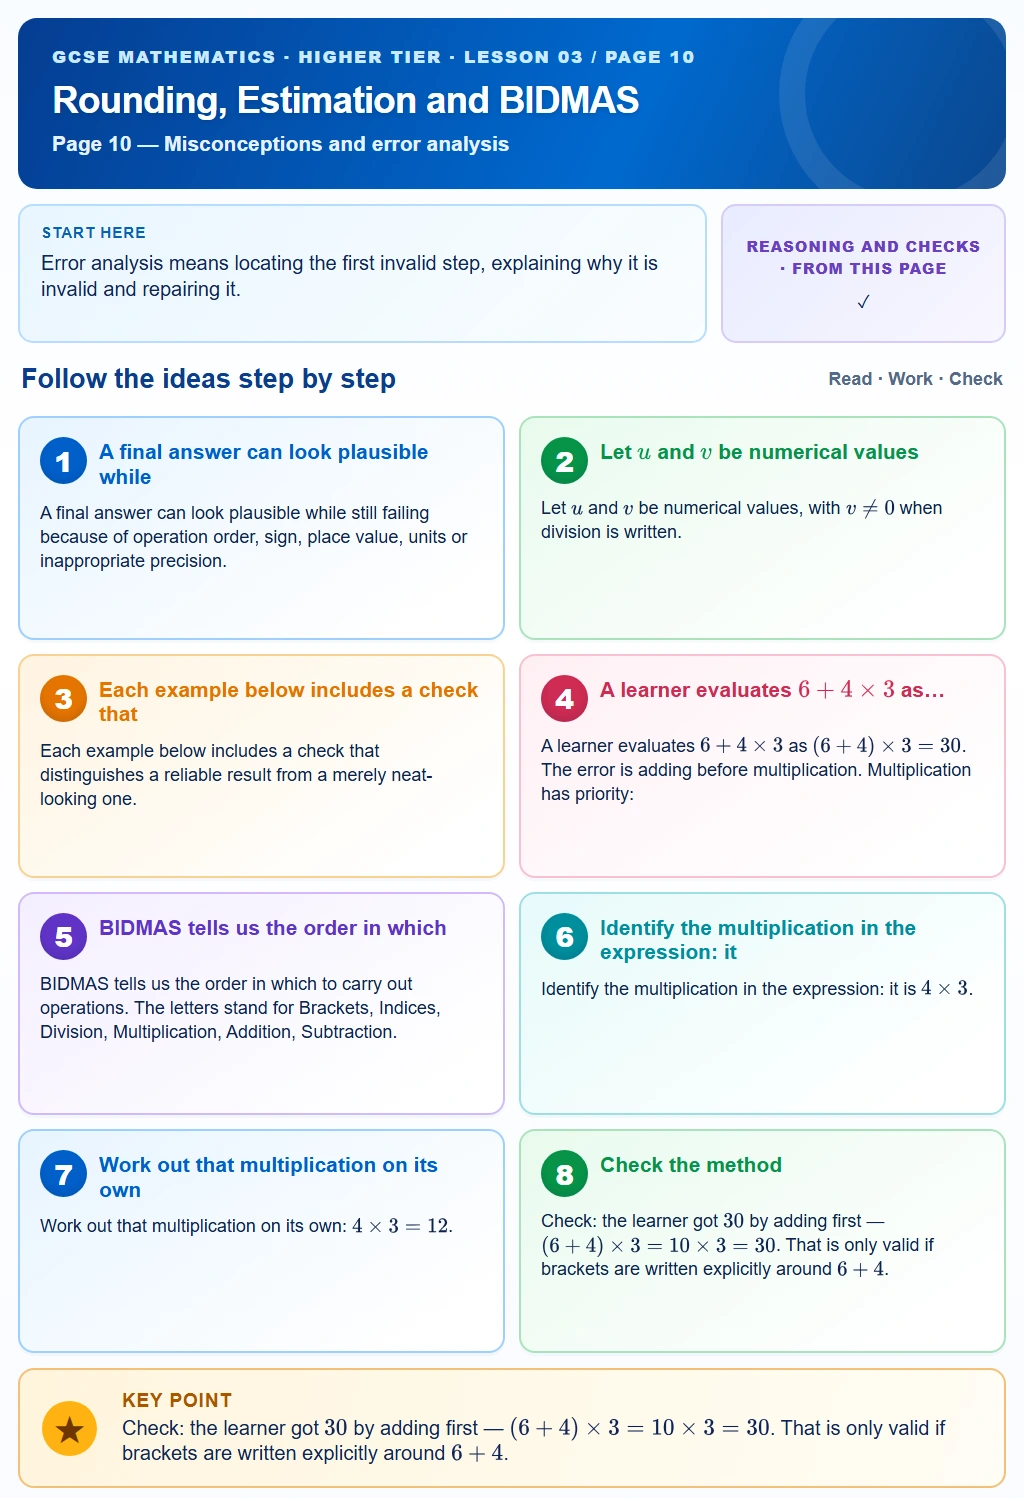 GCSE MATHEMATICS · HIGHER TIER · LESSON 03 / PAGE 10
Rounding, Estimation and BIDMAS
Page 10 — Misconceptions and error analysis
START HERE
Error analysis means locating the first invalid step, explaining why it is
invalid and repairing it.
REASONING AND CHECKS
· FROM THIS PAGE
✓
Follow the ideas step by step
Read · Work · Check
1
A final answer can look plausible
while
A final answer can look plausible while still failing
because of operation order, sign, place value, units or
inappropriate precision.
2
Let u and v be numerical values
Let u and v be numerical values, with v ≠ 0 when
division is written.
3
Each example below includes a check
that
Each example below includes a check that
distinguishes a reliable result from a merely neat-
looking one.
4
A learner evaluates 6 + 4 × 3 as…
A learner evaluates 6 + 4 × 3 as (6 + 4) × 3 = 30.
The error is adding before multiplication. Multiplication
has priority:
5
BIDMAS tells us the order in which
BIDMAS tells us the order in which to carry out
operations. The letters stand for Brackets, Indices,
Division, Multiplication, Addition, Subtraction.
6
Identify the multiplication in the
expression: it
Identify the multiplication in the expression: it is 4 × 3.
7
Work out that multiplication on its
own
Work out that multiplication on its own: 4 × 3 = 12.
8
Check the method
Check: the learner got 30 by adding first —
(6 + 4) × 3 = 10 × 3 = 30. That is only valid if
brackets are written explicitly around 6 + 4.
KEY POINT
Check: the learner got 30 by adding first — (6 + 4) × 3 = 10 × 3 = 30. That is only valid if
brackets are written explicitly around 6 + 4.